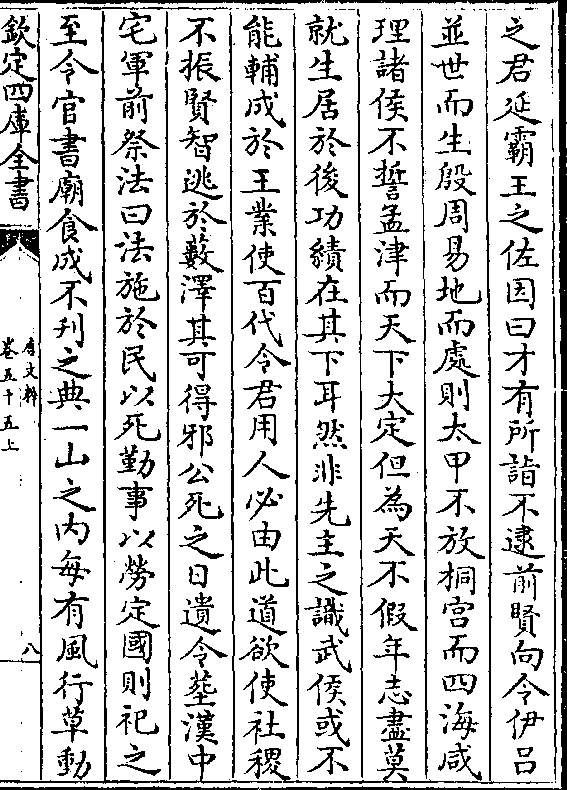 之君延霸王之佐因曰才有所詣不逮前賢向令伊吕
並世而生殷周易地而處則太甲不放桐宫而四海咸
理諸侯不誓孟津而天下大定但為天不假年志盡莫
就生居於後功績在其下耳然非先主之識武侯或不
能輔成於王業使百代令君用人必由此道欲使社稷
不振賢智逃於藪澤其可得邪公死之日遺令塟漢中
宅軍前祭法曰法施於民以死勤事以勞定國則祀之
至今官書廟食成不刋之典一山之内每有風行草動
欽定四庫全書
唐文粹
卷五十五上
八